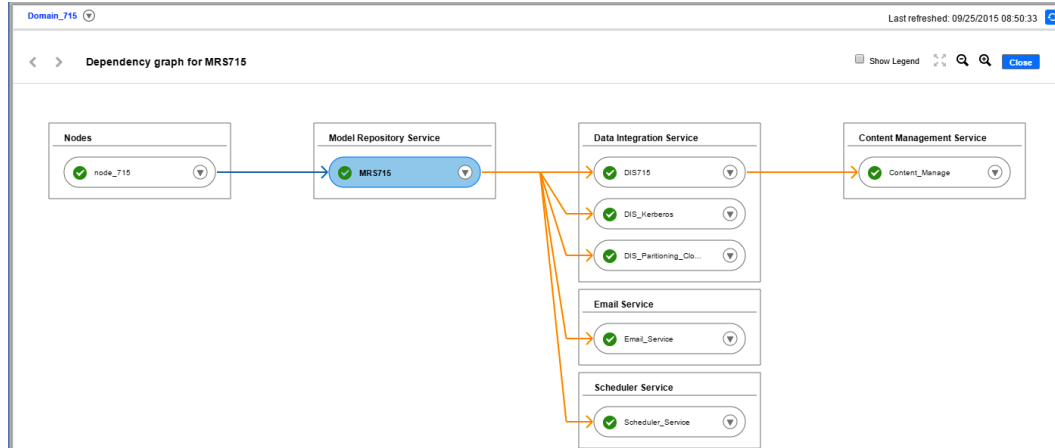 Domain_715
Last refreshed: 09/25/2015 08:50:33
Dependency graph for MRS715
Show Legend
Close
Nodes
node_715
Model Repository Service
MRS715
Data Integration Service
DIS715
DIS_Kerberos
DIS_Paritioning_Clo...
Email Service
Email_Service
Scheduler Service
Scheduler_Service
Content Management Service
Content_Manage